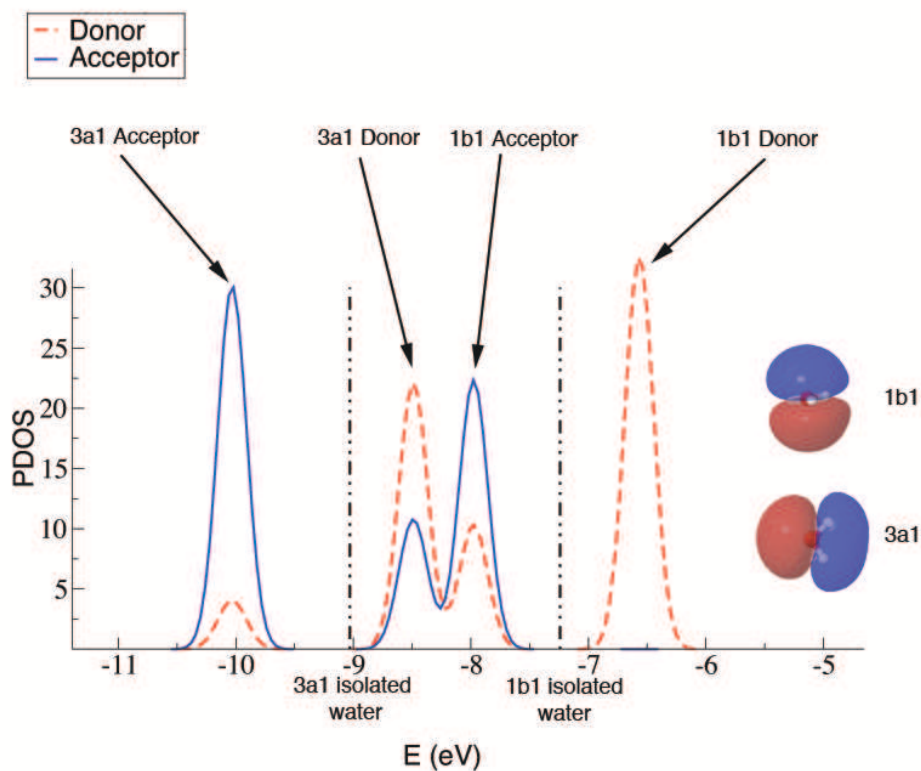 Donor
Acceptor
3a1 Acceptor
3a1 Donor
1b1 Acceptor
1b1 Donor
30
25
20
15
10
5
PDOS
1b1
3a1
-11
-10
-9
-8
-7
-6
-5
3a1 isolated
water
1b1 isolated
water
E (eV)